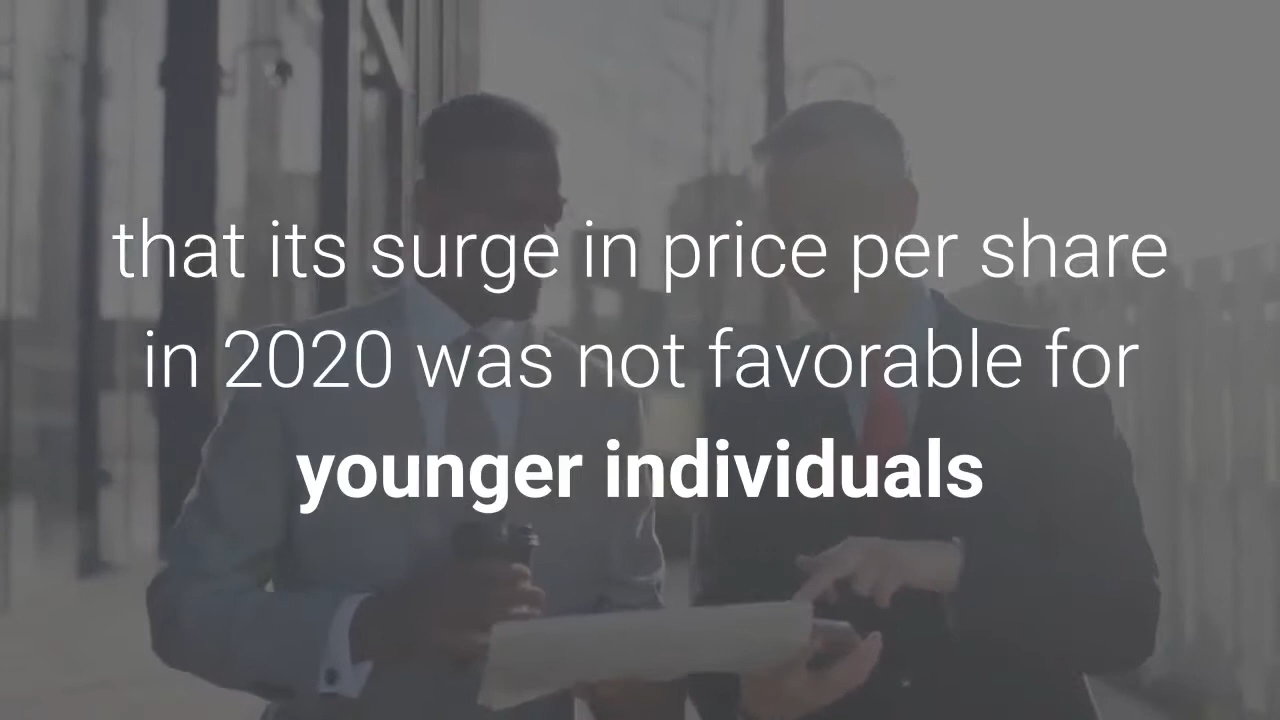 that its surge in price per share
in 2020 was not favorable for
younger individuals